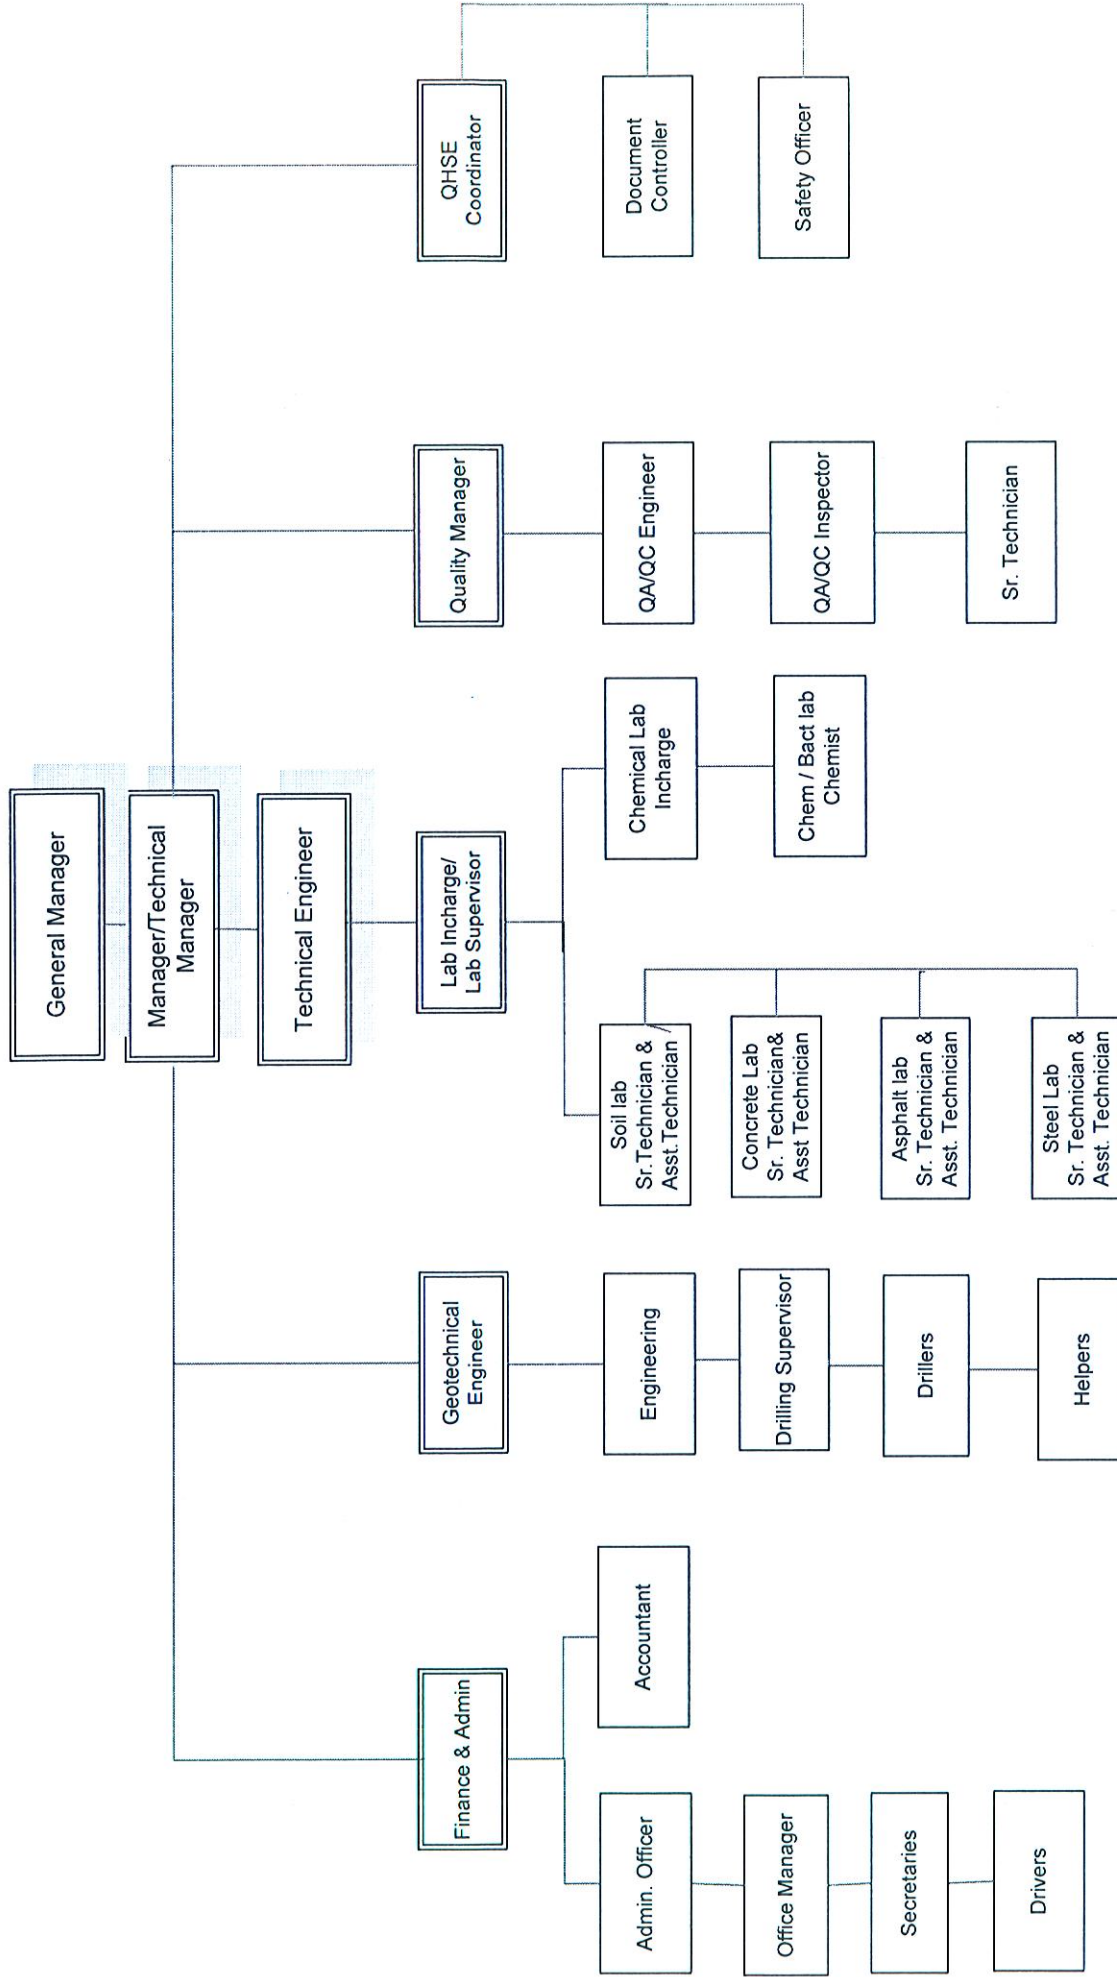 General Manager
Manager/Technical
Manager
Technical Engineer
Finance & Admin
Geotechnical
Engineer
Lab Incharge/
Lab Supervisor
Quality Manager
QHSE
Coordinator
Admin. Officer
Accountant
Engineering
Soil lab
Sr.Technician &
Asst.Technician
Chemical Lab
Incharge
QA/QC Engineer
Document
Controller
Office Manager
Drilling Supervisor
Concrete Lab
Sr. Technician&
Asst Technician
Chem / Bact lab
Chemist
QA/QC Inspector
Safety Officer
Secretaries
Drillers
Asphalt lab
Sr. Technician &
Asst. Technician
Sr. Technician
Drivers
Helpers
Steel Lab
Sr. Technician &
Asst. Technician